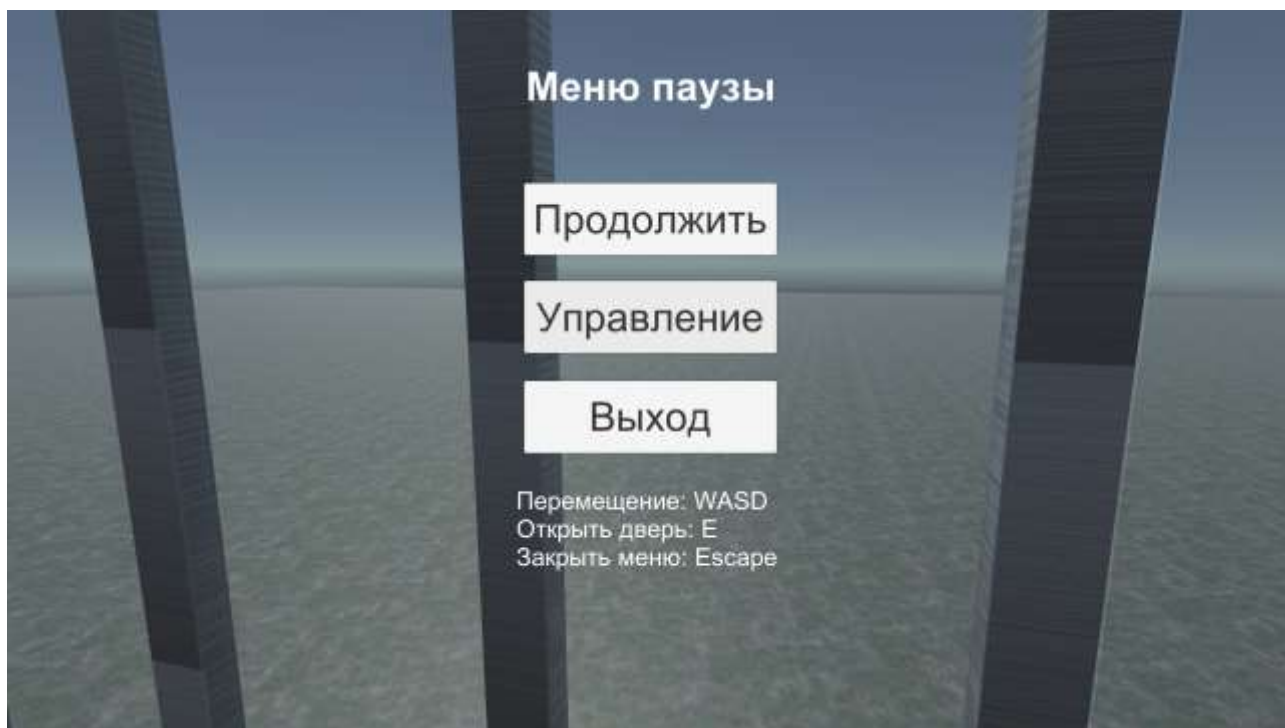 Меню паузы
Продолжить
Управление
Выход
Перемещение: WASD
Открыть дверь: E
Закрыть меню: Escape